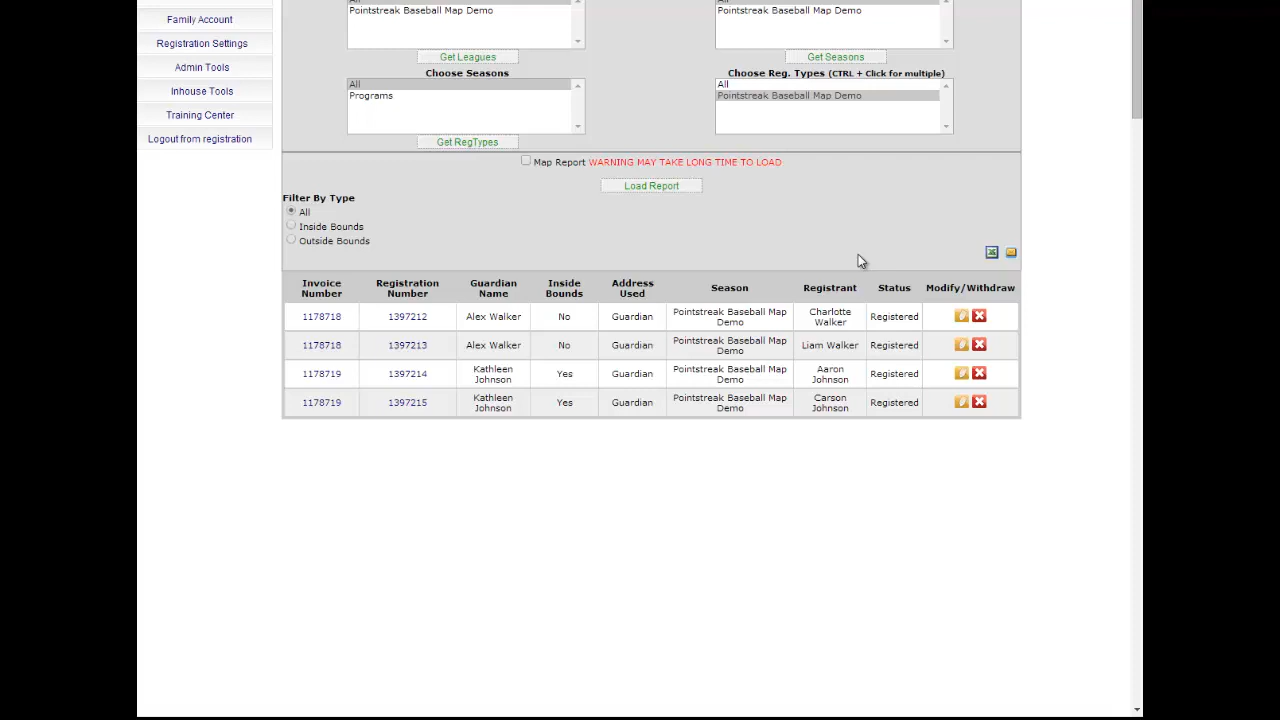 Family Account
Registration Settings
Admin Tools
Inhouse Tools
Training Center
Logout from registration
Pointstreak Baseball Map Demo
Pointstreak Baseball Map Demo
Get Leagues
Get Seasons
Choose Seasons
Choose Reg. Types (CTRL + Click for multiple)
All
Programs
All
Pointstreak Baseball Map Demo
Get RegTypes
Map Report WARNING MAY TAKE LONG TIME TO LOAD
Load Report
Filter By Type
All
Inside Bounds
Outside Bounds
Invoice Number Registration Number Guardian Name Inside Bounds Address Used Season Registrant Status Modify/Withdraw
1178718 1397212 Alex Walker No Guardian Pointstreak Baseball Map Demo Charlotte Walker Registered
1178718 1397213 Alex Walker No Guardian Pointstreak Baseball Map Demo Liam Walker Registered
1178719 1397214 Kathleen Johnson Yes Guardian Pointstreak Baseball Map Demo Aaron Johnson Registered
1178719 1397215 Kathleen Johnson Yes Guardian Pointstreak Baseball Map Demo Carson Johnson Registered